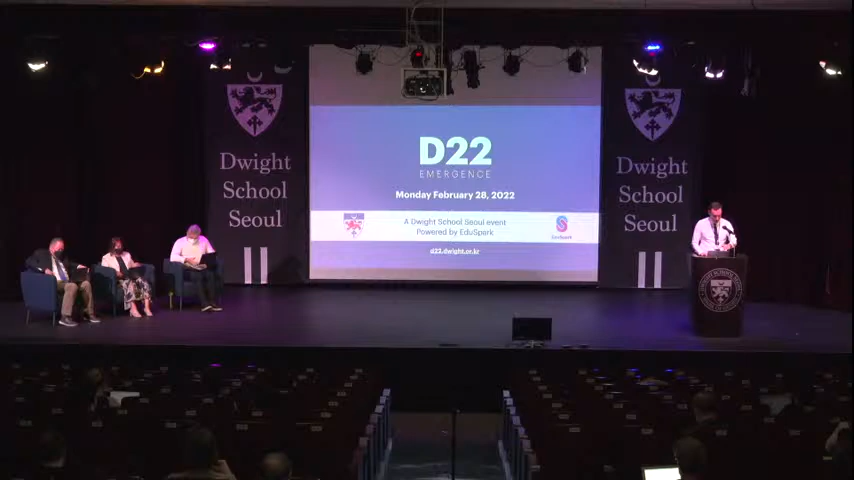 Dwight
School
Seoul
D22
EMERGENCE
Monday February 28, 2022
A Dwight School Seoul event
Powered by EduSpark
d22.dwight.or.kr
Dwight
School
Seoul